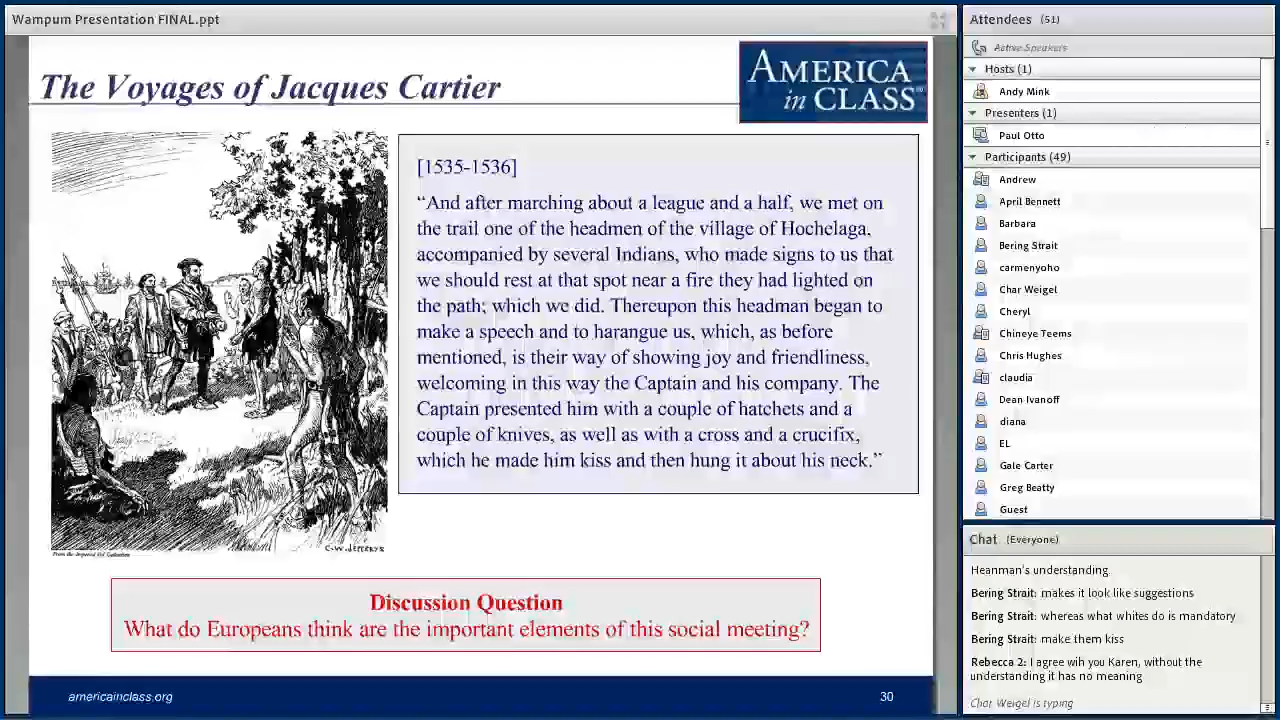 Wampum Presentation FINAL.ppt
The Voyages of Jacques Cartier
AMERICA
in CLASS
[1535-1536]
“And after marching about a league and a half, we met on
the trail one of the headmen of the village of Hochelaga,
accompanied by several Indians, who made signs to us that
we should rest at that spot near a fire they had lighted on
the path; which we did. Thereupon this headman began to
make a speech and to harangue us, which, as before
mentioned, is their way of showing joy and friendliness,
welcoming in this way the Captain and his company. The
Captain presented him with a couple of hatchets and a
couple of knives, as well as with a cross and a crucifix,
which he made him kiss and then hung it about his neck.”
C.W. JEFFERYS
From the Imperial Oil Collection
Discussion Question
What do Europeans think are the important elements of this social meeting?
americainclass.org
30
Attendees (51)
Active Speakers
Hosts (1)
Andy Mink
Presenters (1)
Paul Otto
Participants (49)
Andrew
April Bennett
Barbara
Bering Strait
carmenyoho
Char Weigel
Cheryl
Chineye Teems
Chris Hughes
claudia
Dean Ivanoff
diana
EL
Gale Carter
Greg Beatty
Guest
Chat (Everyone)
Heanman's understanding
Bering Strait: makes it look like suggestions
Bering Strait: whereas what whites do is mandatory
Bering Strait: make them kiss
Rebecca 2: I agree wih you Karen, without the
understanding it has no meaning
Char Weigel is typing